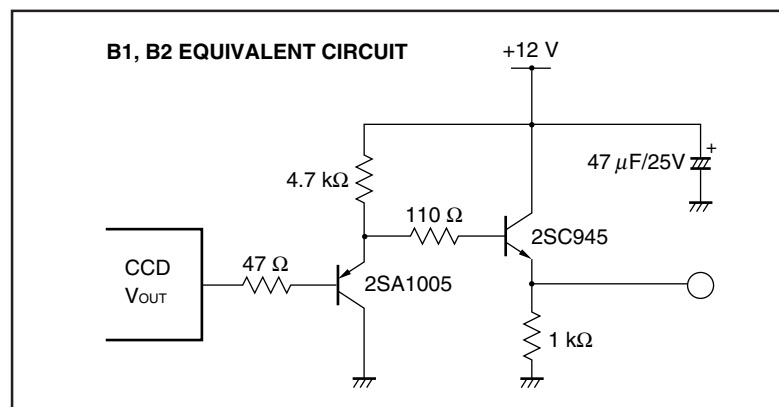 B1, B2 EQUIVALENT CIRCUIT
+12 V
+
47 μF/25V
4.7 kΩ
110 Ω
2SC945
CCD
VOUT
47 Ω
2SA1005
1 kΩ